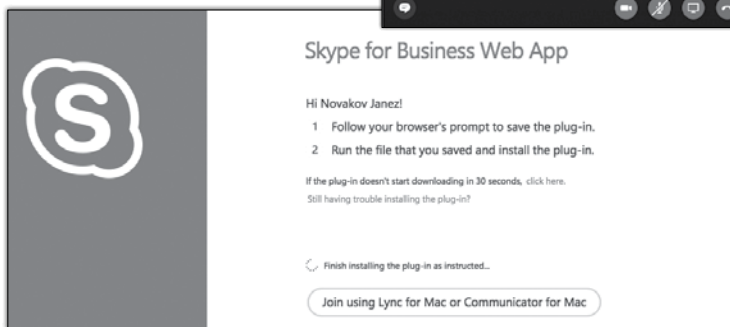 Skype for Business Web App
Hi Novakov Janez!
1 Follow your browser's prompt to save the plug-in.
2 Run the file that you saved and install the plug-in.
If the plug-in doesn't start downloading in 30 seconds, click here.
Still having trouble installing the plug-in?
Finish installing the plug-in as instructed...
Join using Lync for Mac or Communicator for Mac